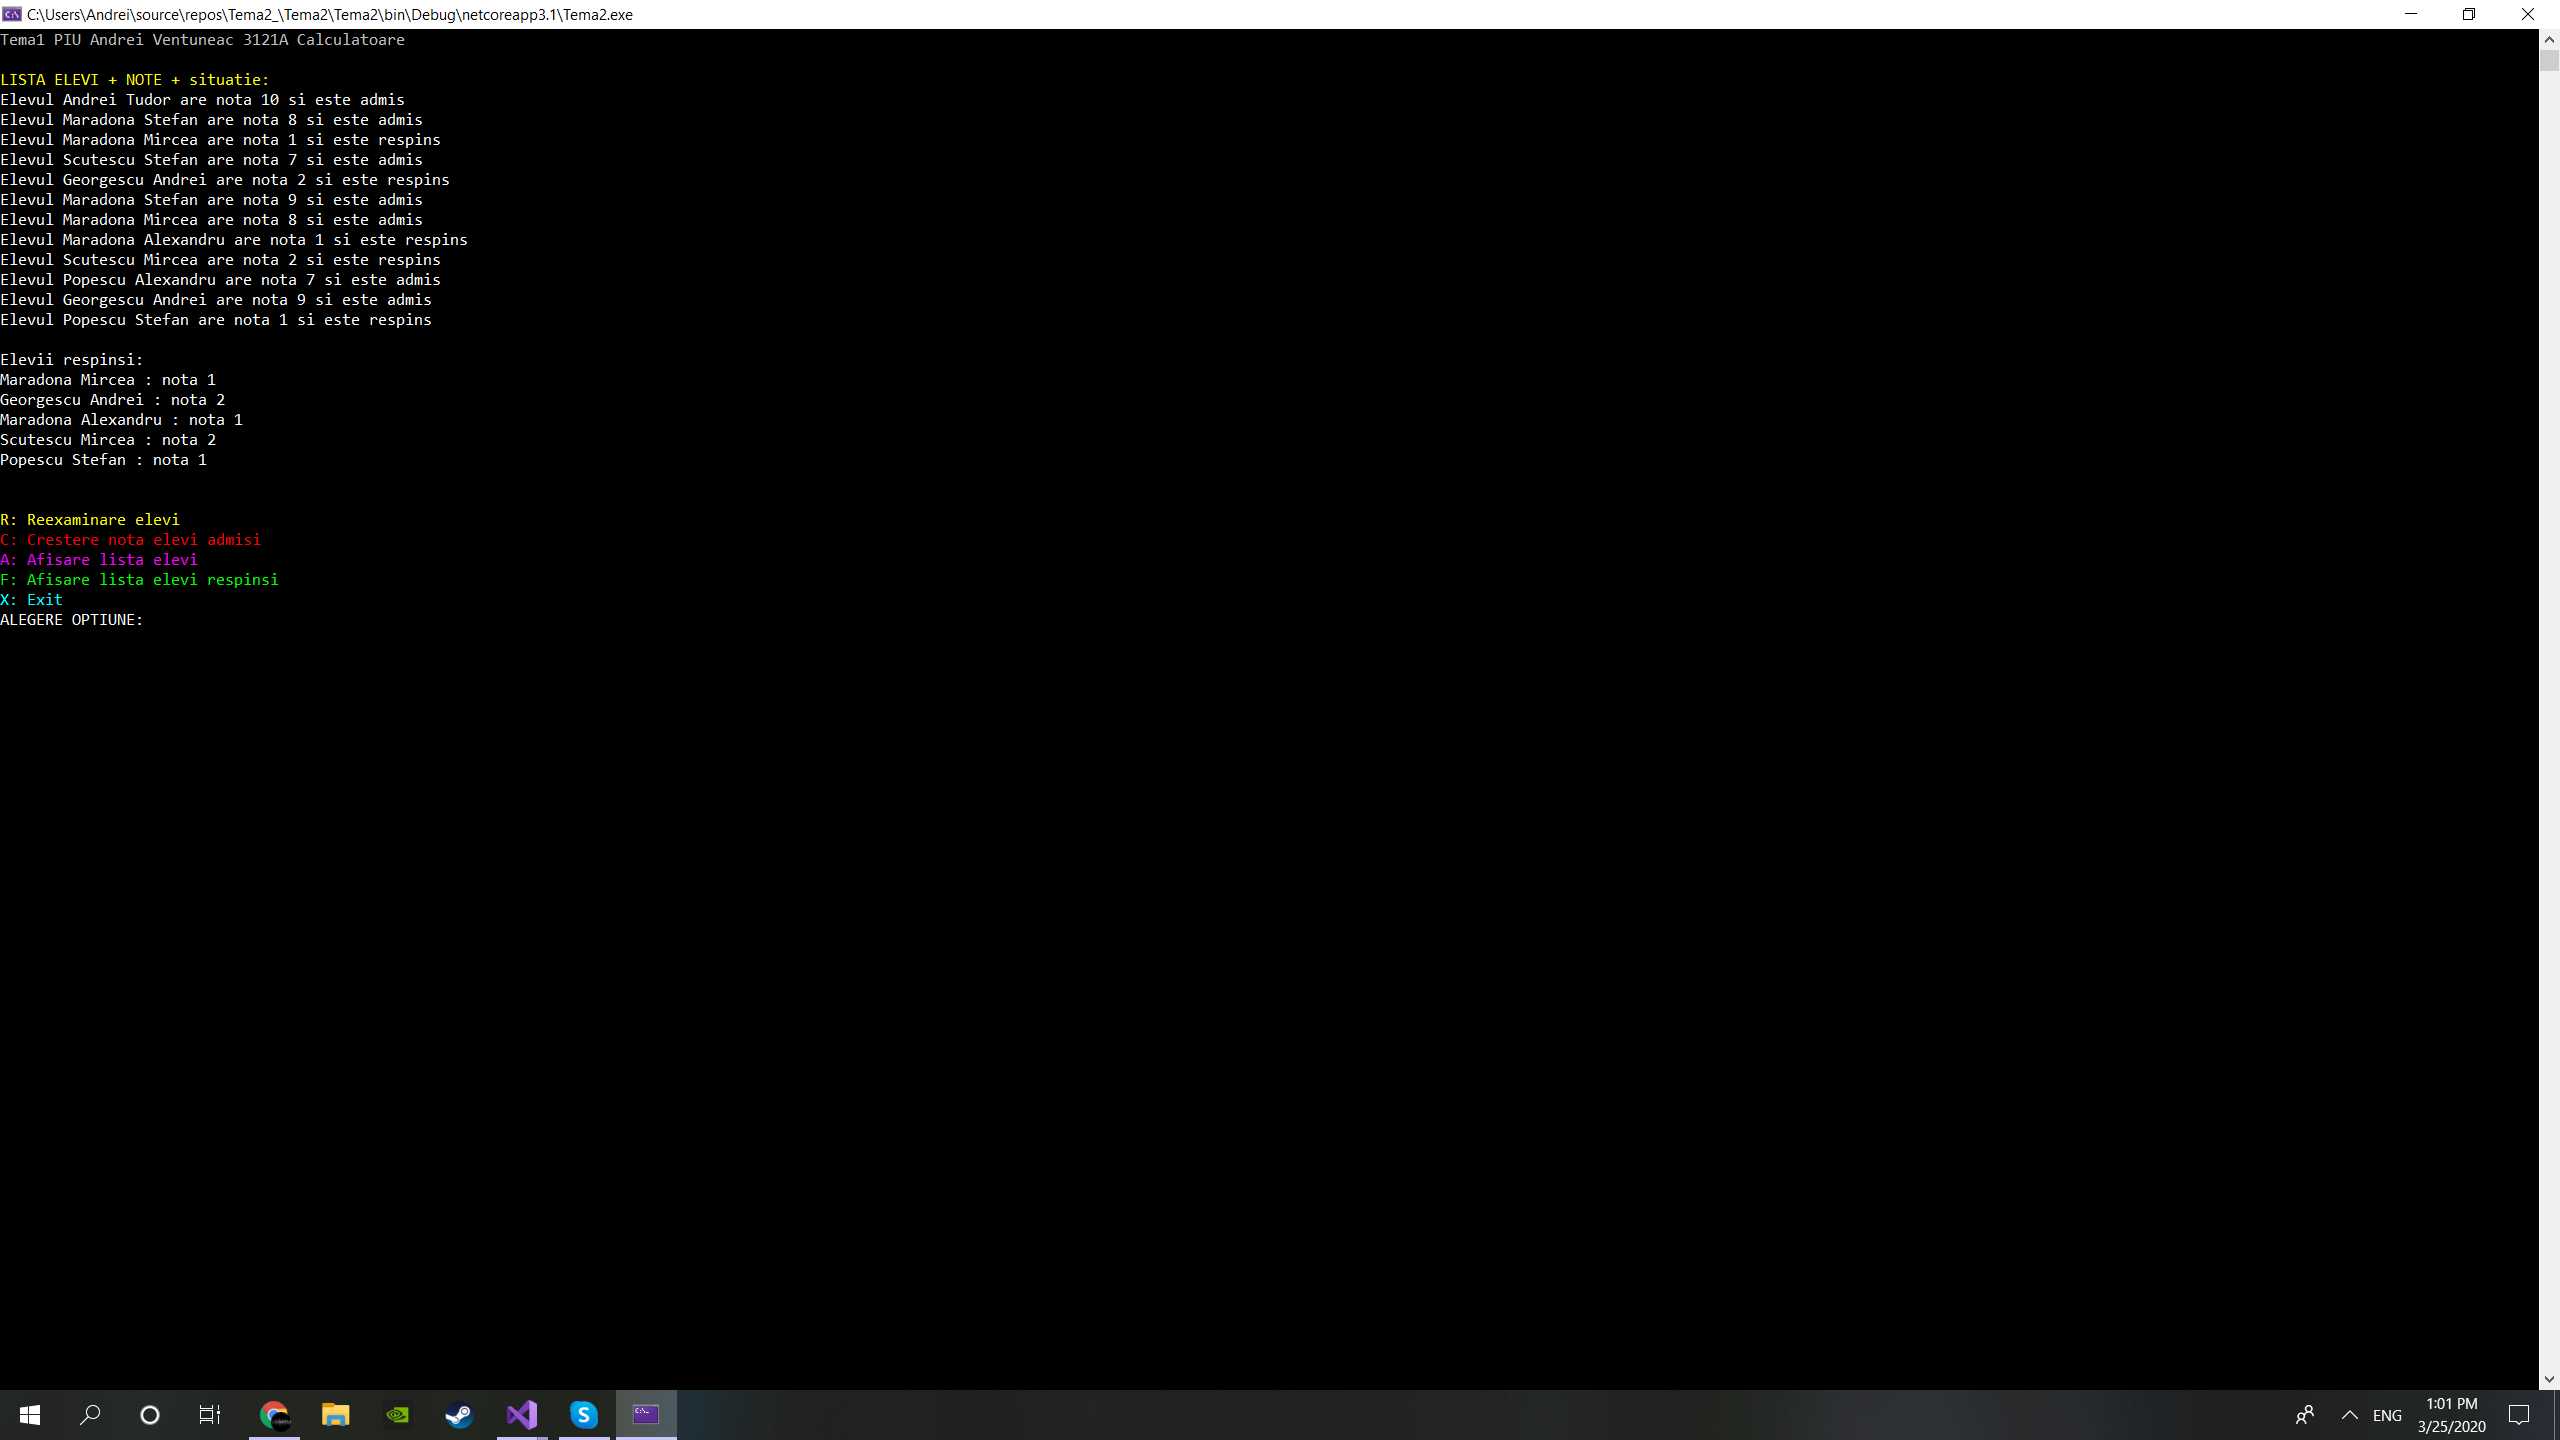 C:\Users\Andrei\source\repos\Tema2_\Tema2\Tema2\bin\Debug\netcoreapp3.1\Tema2.exe
Tema1 PIU Andrei Ventuneac 3121A Calculatoare
LISTA ELEVI + NOTE + situatie:
Elevul Andrei Tudor are nota 10 si este admis
Elevul Maradona Stefan are nota 8 si este admis
Elevul Maradona Mircea are nota 1 si este respins
Elevul Scutescu Stefan are nota 7 si este admis
Elevul Georgescu Andrei are nota 2 si este respins
Elevul Maradona Stefan are nota 9 si este admis
Elevul Maradona Mircea are nota 8 si este admis
Elevul Maradona Alexandru are nota 1 si este respins
Elevul Scutescu Mircea are nota 2 si este respins
Elevul Popescu Alexandru are nota 7 si este admis
Elevul Georgescu Andrei are nota 9 si este admis
Elevul Popescu Stefan are nota 1 si este respins
Elevii respinsi:
Maradona Mircea : nota 1
Georgescu Andrei : nota 2
Maradona Alexandru : nota 1
Scutescu Mircea : nota 2
Popescu Stefan : nota 1
R: Reexaminare elevi
C: Crestere nota elevi admisi
A: Afisare lista elevi
F: Afisare lista elevi respinsi
X: Exit
ALEGERE OPTIUNE:
ENG
1:01 PM
3/25/2020